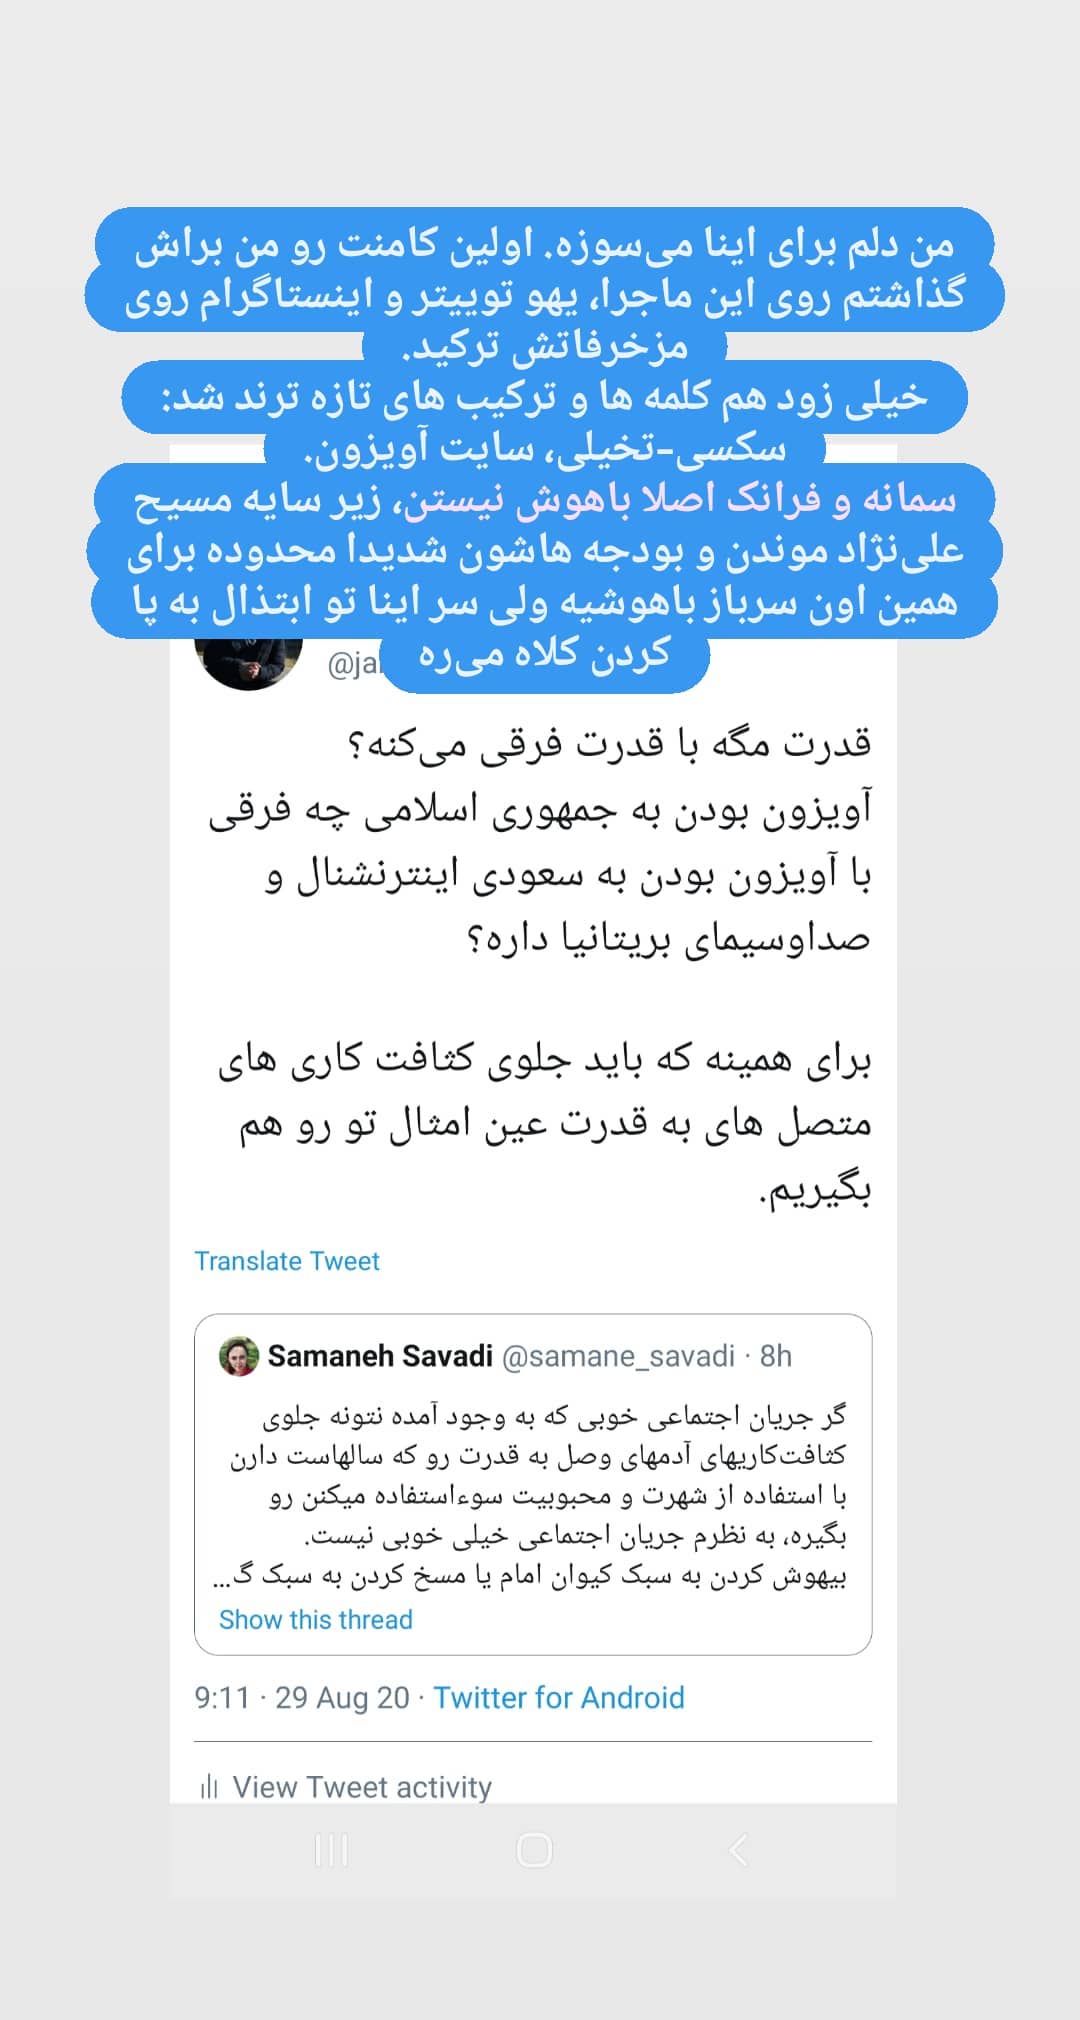 من دلم برای اینا می‌سوزه. اولین کامنت رو من براش
گذاشتم روی این ماجرا، یهو توییتر و اینستاگرام روی
مزخرفاتش ترکید.
خیلی زود هم کلمه ها و ترکیب های تازه ترند شد:
سکسی-تخیلی، سایت آویزون.
سمانه و فرانک اصلا باهوش نیستن، زیر سایه مسیح
علی‌نژاد موندن و بودجه هاشون شدیدا محدوده برای
همین اون سرباز باهوشیه ولی سر اینا تو ابتذال به پا
کردن کلاه می‌ره
@ja
قدرت مگه با قدرت فرقی می‌کنه؟
آویزون بودن به جمهوری اسلامی چه فرقی
با آویزون بودن به سعودی اینترنشنال و
صداوسیمای بریتانیا داره؟
برای همینه که باید جلوی کثافت کاری های
متصل های به قدرت عین امثال تو رو هم
بگیریم.
Translate Tweet
Samaneh Savadi @samane_savadi · 8h
گر جریان اجتماعی خوبی که به وجود آمده نتونه جلوی
کثافت‌کاریهای آدمهای وصل به قدرت رو که سالهاست دارن
با استفاده از شهرت و محبوبیت سوءاستفاده میکنن رو
بگیره، به نظرم جریان اجتماعی خیلی خوبی نیست.
بیهوش کردن به سبک کیوان امام یا مسخ کردن به سبک گ...
Show this thread
9:11 · 29 Aug 20 · Twitter for Android
View Tweet activity